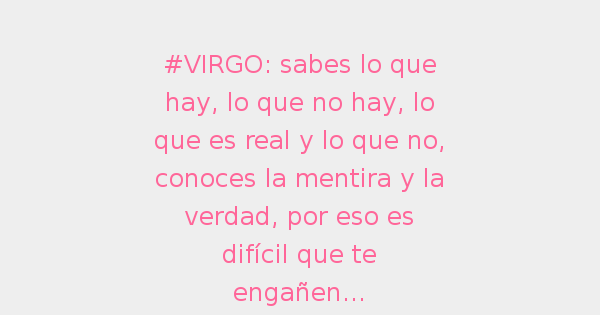 #VIRGO: sabes lo que
hay, lo que no hay, lo
que es real y lo que no,
conoces la mentira y la
verdad, por eso es
difícil que te
engañen...